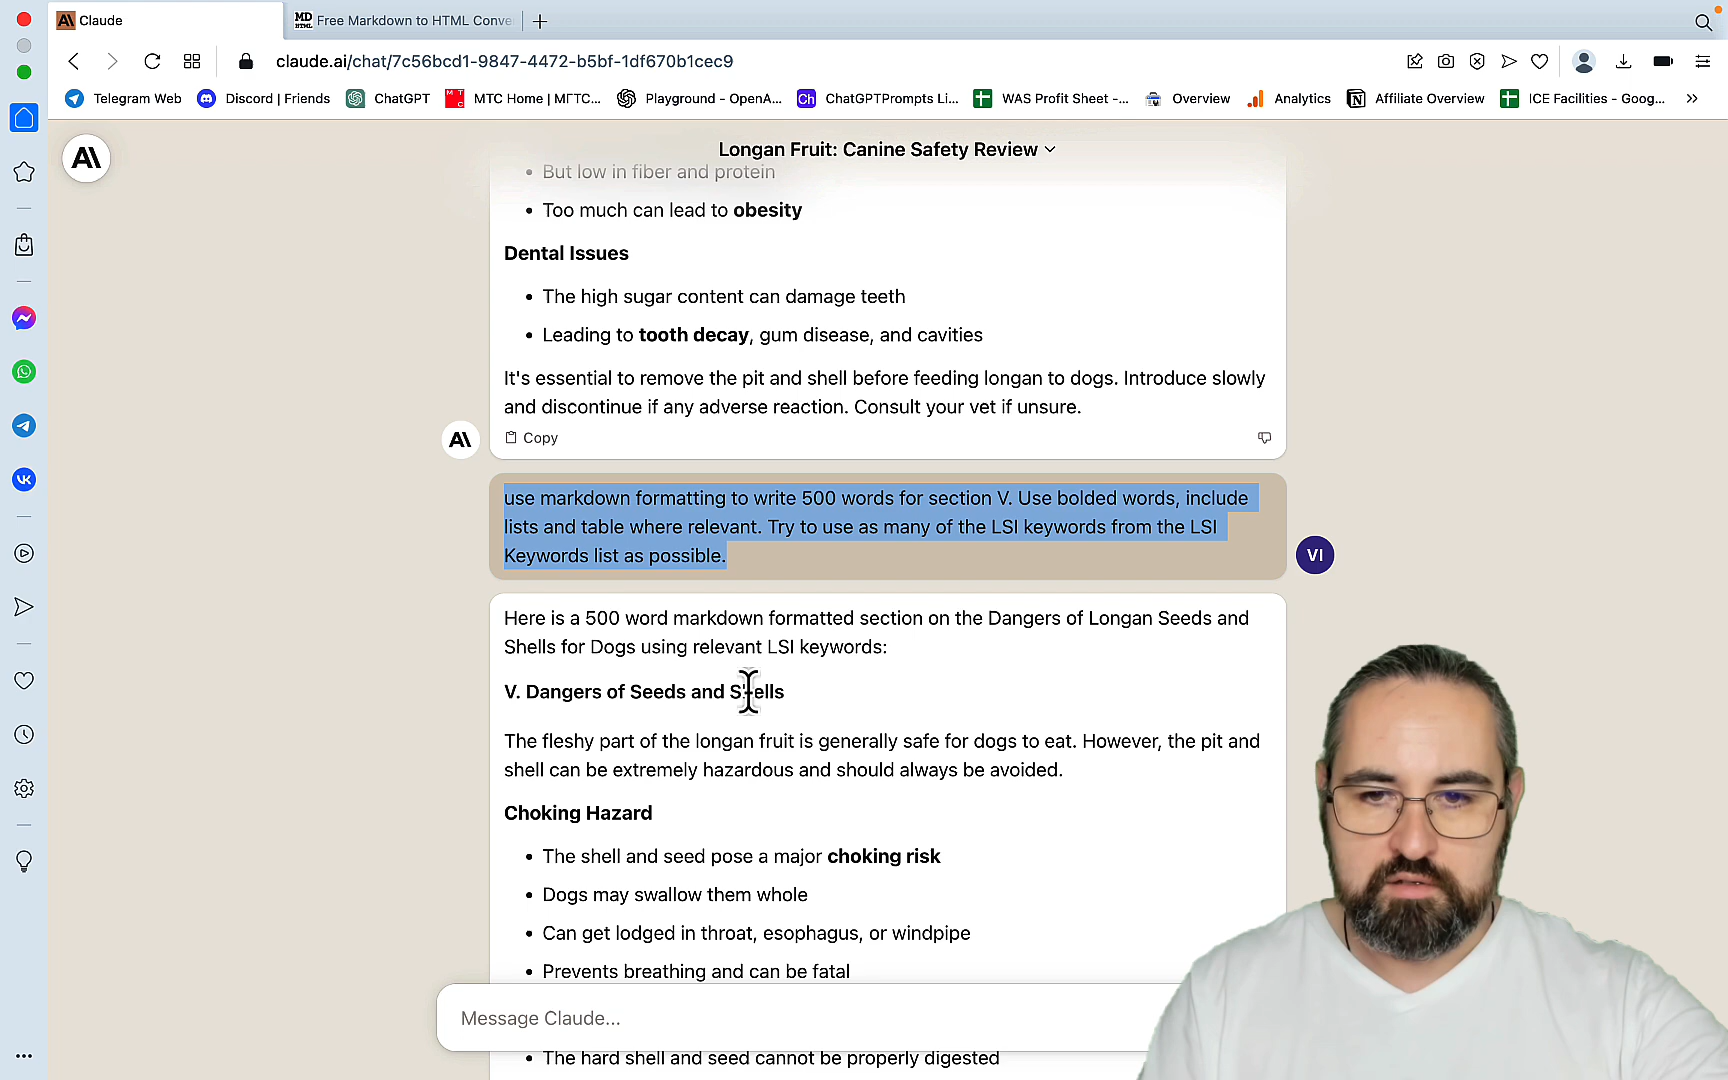 Claude
MD
HTML
Free Markdown to HTML Conve
claude.ai/chat/7c56bcd1-9847-4472-b5bf-1df670b1cec9
Telegram Web
Discord | Friends
ChatGPT
MTC Home | МГТС...
Playground - OpenA...
Ch
ChatGPTPrompts Li...
WAS Profit Sheet -...
Overview
Analytics
Affiliate Overview
ICE Facilities - Goog...
Longan Fruit: Canine Safety Review
• But low in fiber and protein
• Too much can lead to obesity
Dental Issues
• The high sugar content can damage teeth
• Leading to tooth decay, gum disease, and cavities
It's essential to remove the pit and shell before feeding longan to dogs. Introduce slowly
and discontinue if any adverse reaction. Consult your vet if unsure.
Copy
use markdown formatting to write 500 words for section V. Use bolded words, include
lists and table where relevant. Try to use as many of the LSI keywords from the LSI
Keywords list as possible.
VI
Here is a 500 word markdown formatted section on the Dangers of Longan Seeds and
Shells for Dogs using relevant LSI keywords:
V. Dangers of Seeds and Shells
The fleshy part of the longan fruit is generally safe for dogs to eat. However, the pit and
shell can be extremely hazardous and should always be avoided.
Choking Hazard
• The shell and seed pose a major choking risk
• Dogs may swallow them whole
• Can get lodged in throat, esophagus, or windpipe
• Prevents breathing and can be fatal
Message Claude...
The hard shell and seed cannot be properly digested